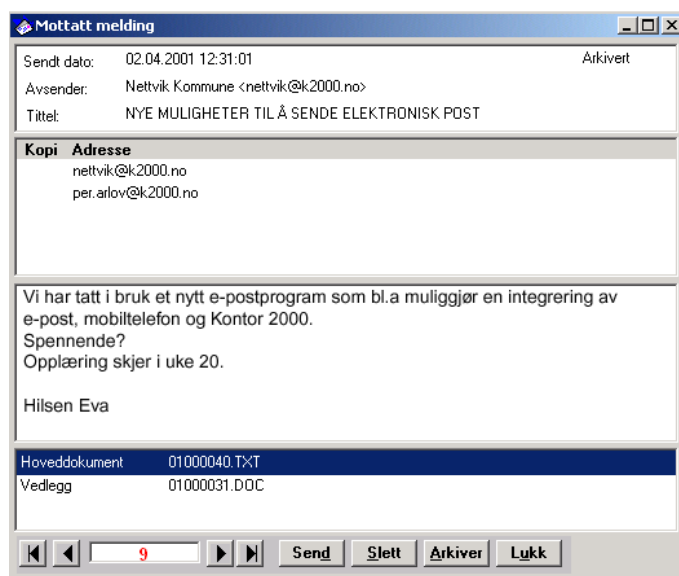 Mottatt melding
Sendt dato: 02.04.2001 12:31:01 Arkivert
Avsender: Nettvik Kommune <nettvik@k2000.no>
Tittel: NYE MULIGHETER TIL Å SENDE ELEKTRONISK POST
Kopi Adresse
nettvik@k2000.no
per.arlov@k2000.no
Vi har tatt i bruk et nytt e-postprogram som bl.a muliggjør en integrering av
e-post, mobiltelefon og Kontor 2000.
Spennende?
Opplæring skjer i uke 20.
Hilsen Eva
Hoveddokument 01000040.TXT
Vedlegg 01000031.DOC
9 Send Slett Arkiver Lukk